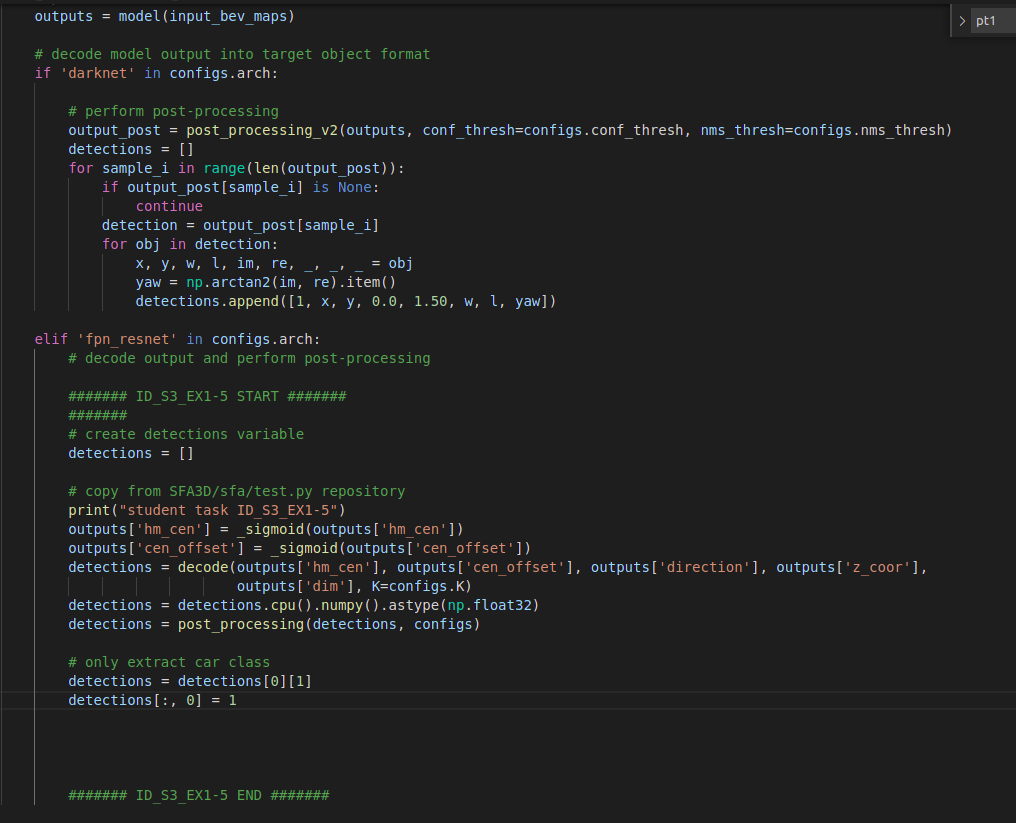 outputs = model(input_bev_maps)
pt1
# decode model output into target object format
if 'darknet' in configs.arch:
# perform post-processing
output_post = post_processing_v2(outputs, conf_thresh=configs.conf_thresh, nms_thresh=configs.nms_thresh)
detections = []
for sample_i in range(len(output_post)):
if output_post[sample_i] is None:
continue
detection = output_post[sample_i]
for obj in detection:
x, y, w, l, im, re, _, _, _ = obj
yaw = np.arctan2(im, re).item()
detections.append([1, x, y, 0.0, 1.50, w, l, yaw])
elif 'fpn_resnet' in configs.arch:
# decode output and perform post-processing
####### ID_S3_EX1-5 START #######
#######
# create detections variable
detections = []
# copy from SFA3D/sfa/test.py repository
print("student task ID_S3_EX1-5")
outputs['hm_cen'] = _sigmoid(outputs['hm_cen'])
outputs['cen_offset'] = _sigmoid(outputs['cen_offset'])
detections = decode(outputs['hm_cen'], outputs['cen_offset'], outputs['direction'], outputs['z_coor'],
outputs['dim'], K=configs.K)
detections = detections.cpu().numpy().astype(np.float32)
detections = post_processing(detections, configs)
# only extract car class
detections = detections[0][1]
detections[:, 0] = 1
####### ID_S3_EX1-5 END #######